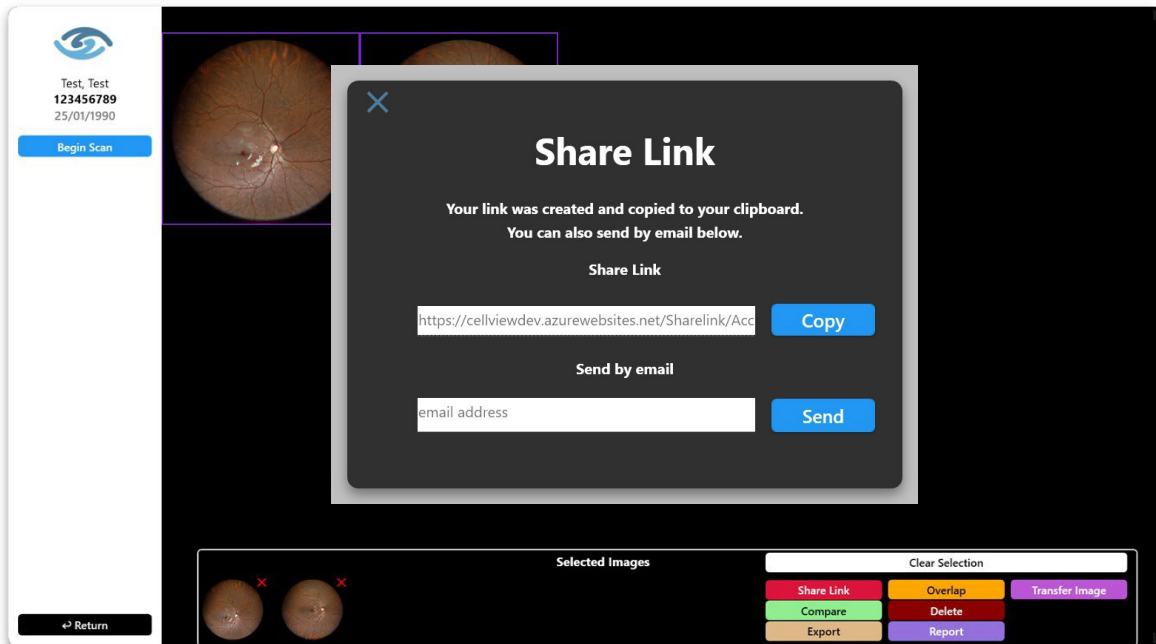 Test, Test
123456789
25/01/1990
Begin Scan
Share Link
Your link was created and copied to your clipboard.
You can also send by email below.
Share Link
https://cellviewdev.azurewebsites.net/Sharelink/Acc
Copy
Send by email
email address
Send
Selected Images
Clear Selection
Share Link
Overlap
Transfer Image
Compare
Delete
Export
Report
Return